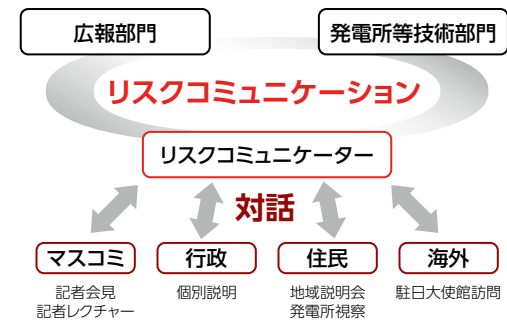 広報部門
発電所等技術部門
リスクコミュニケーション
リスクコミュニケーター
対話
マスコミ
行政
住民
海外
記者会見
記者レクチャー
個別説明
地域説明会
発電所視察
駐日大使館訪問